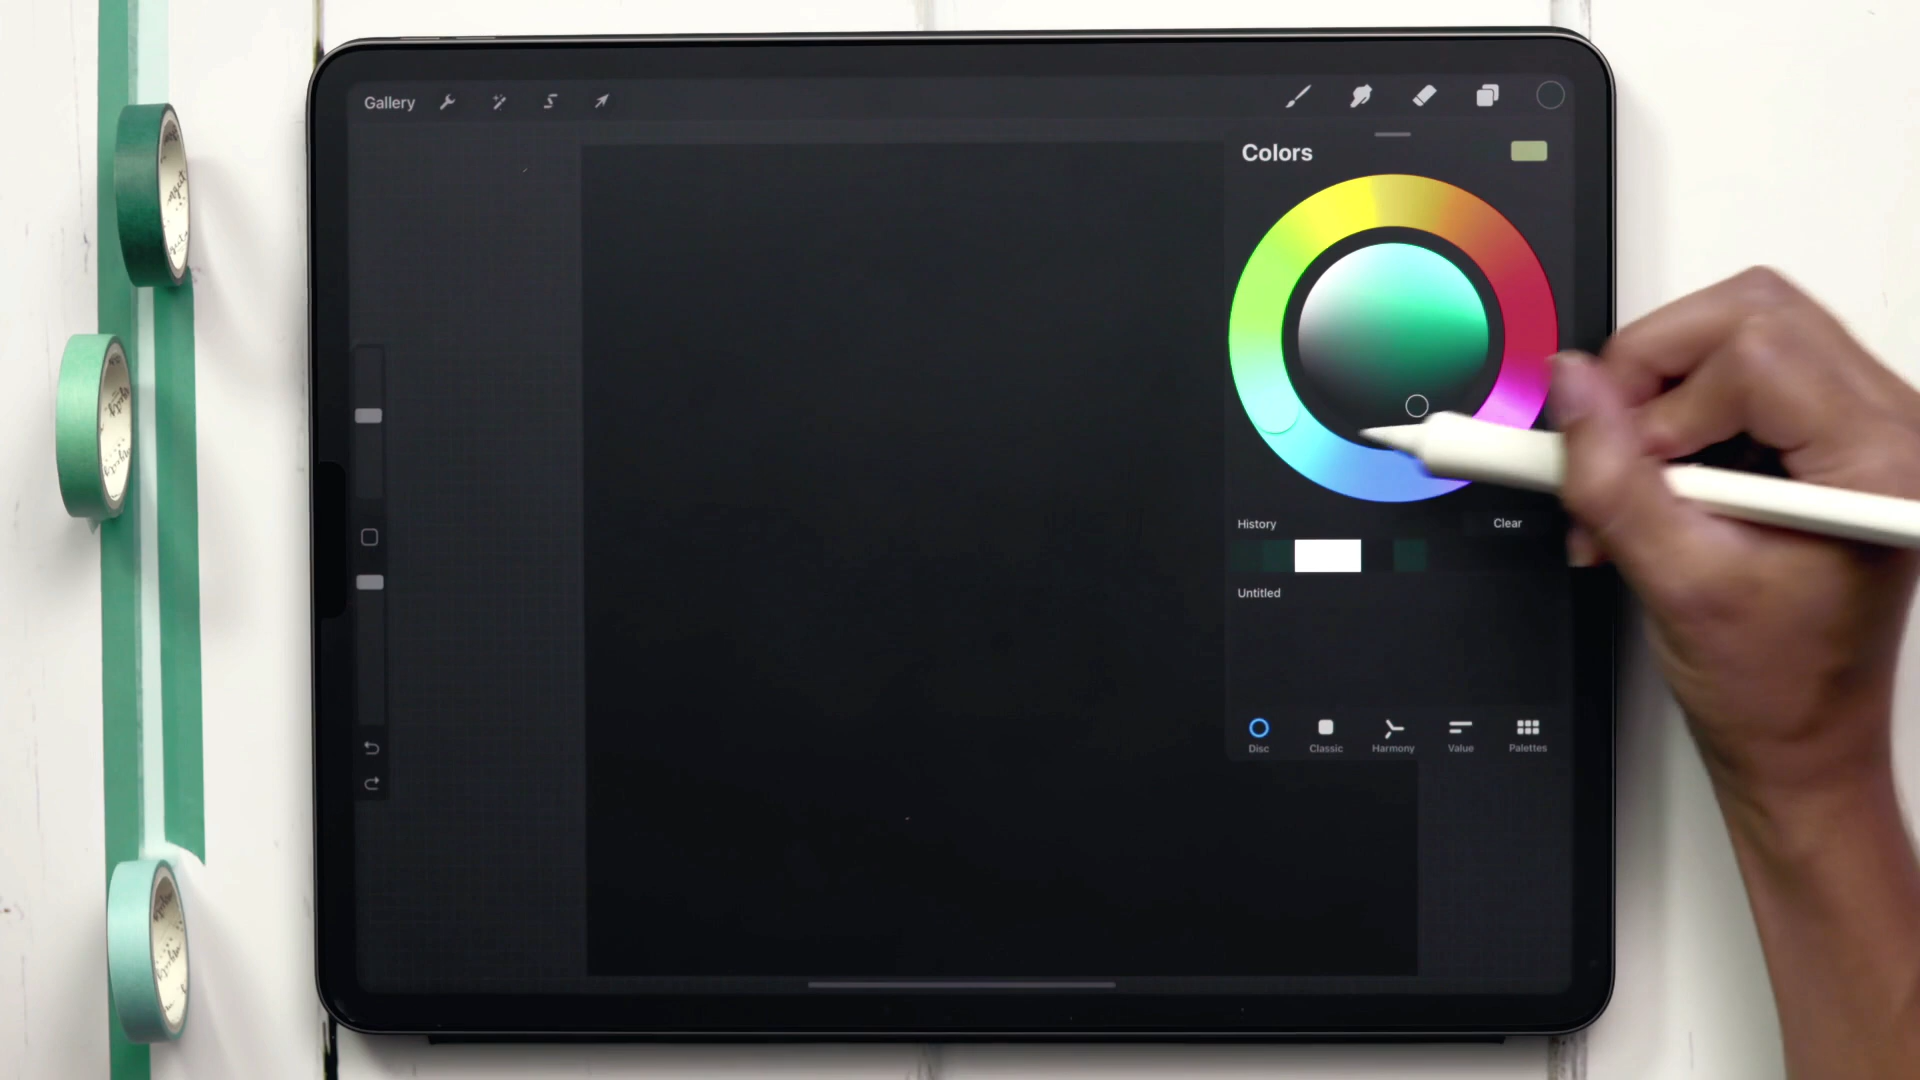 Gallery
Colors
History
Clear
Untitled
Disc
Classic
Harmony
Value
Palettes